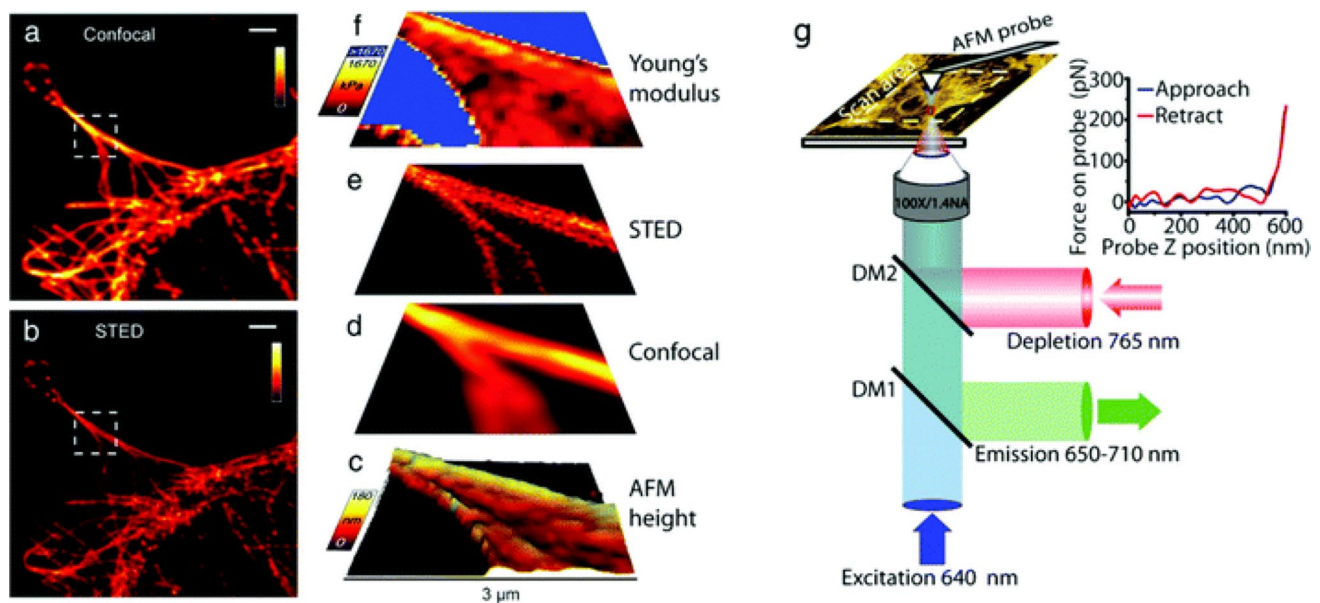 a
Confocal
b
STED
f
>1670
1670
kPa
0
Young's
modulus
e
STED
d
Confocal
c
180
nm
0
AFM
height
3 µm
g
AFM probe
Scan area
100X/1.4NA
DM2
Depletion 765 nm
DM1
Emission 650-710 nm
Excitation 640 nm
Force on probe (pN)
300
200
100
0
Approach
Retract
0
200
400
600
Probe Z position (nm)